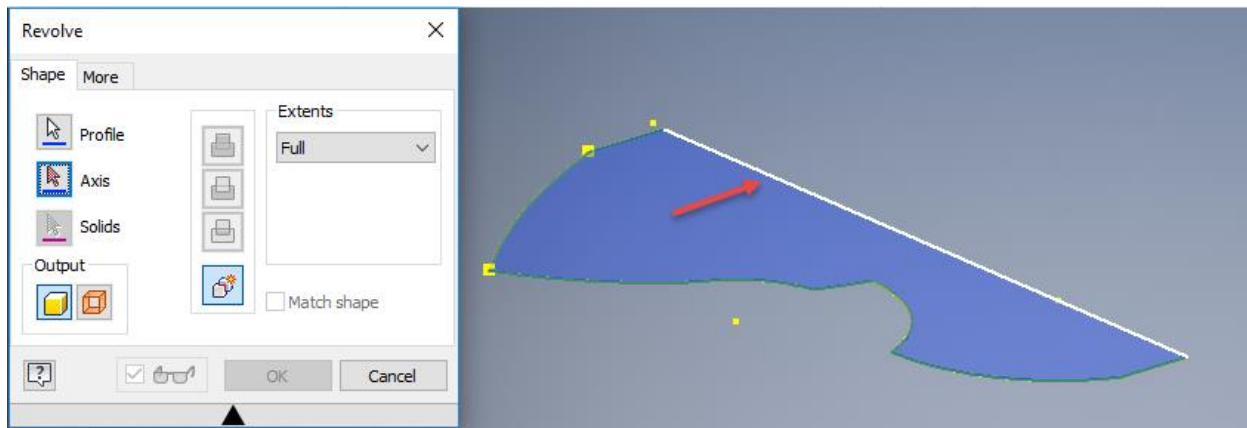 Revolve
Shape More
Profile
Axis
Solids
Output
Extents
Full
Match shape
?
OK Cancel